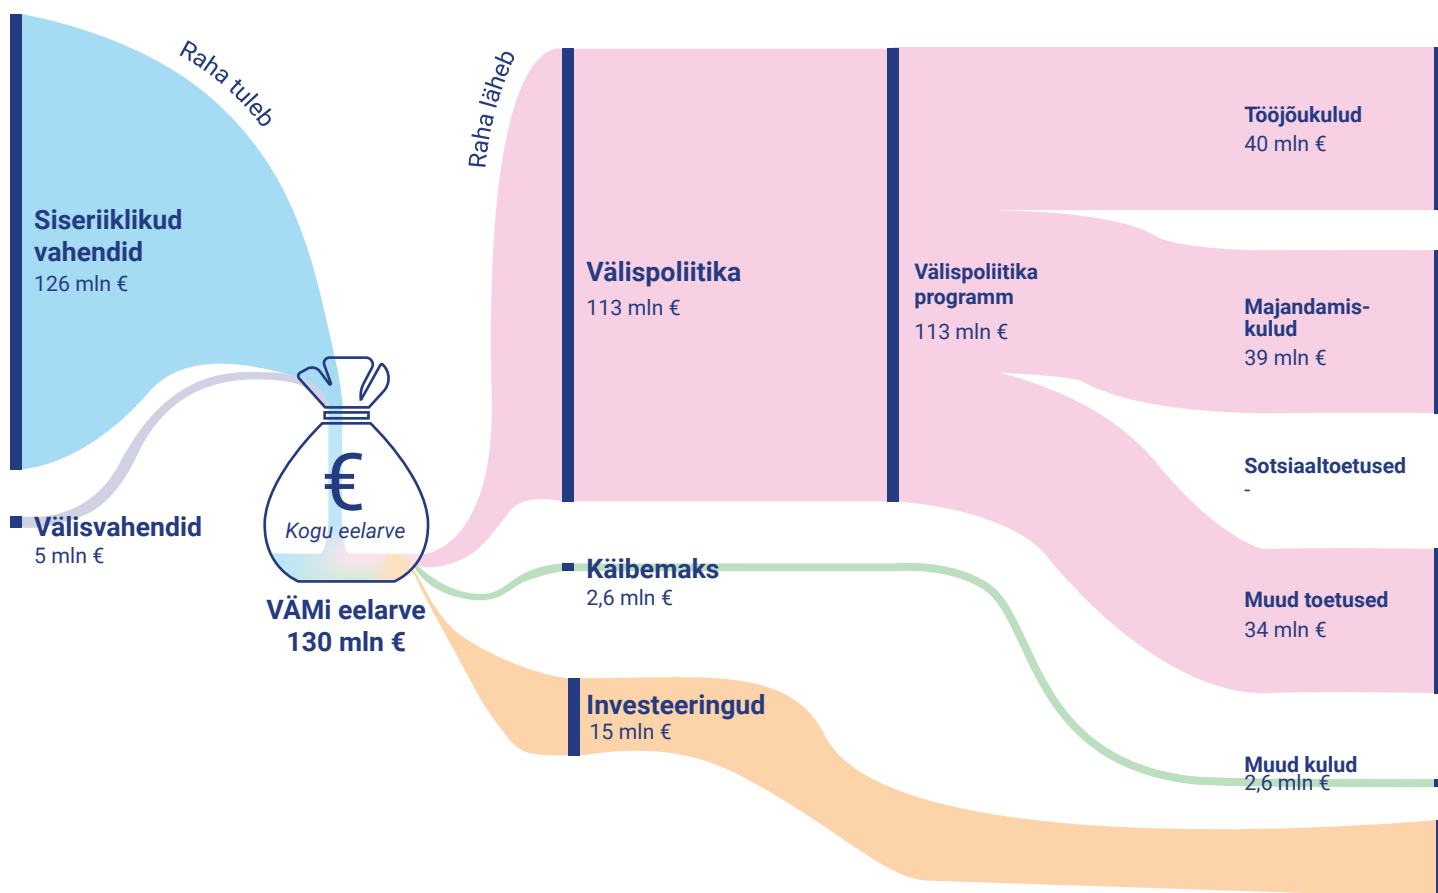 Raha tuleb
Siseriiklikud
vahendid
126 mln €
Välisvahendid
5 mln €
€
Kogu eelarve
VÄMi eelarve
130 mln €
Raha läheb
Välispoliitika
113 mln €
Käibemaks
2,6 mln €
Investeeringud
15 mln €
Välispoliitika
programm
113 mln €
Tööjõukulud
40 mln €
Majandamis-
kulud
39 mln €
Sotsiaaltoetused
-
Muud toetused
34 mln €
Muud kulud
2,6 mln €